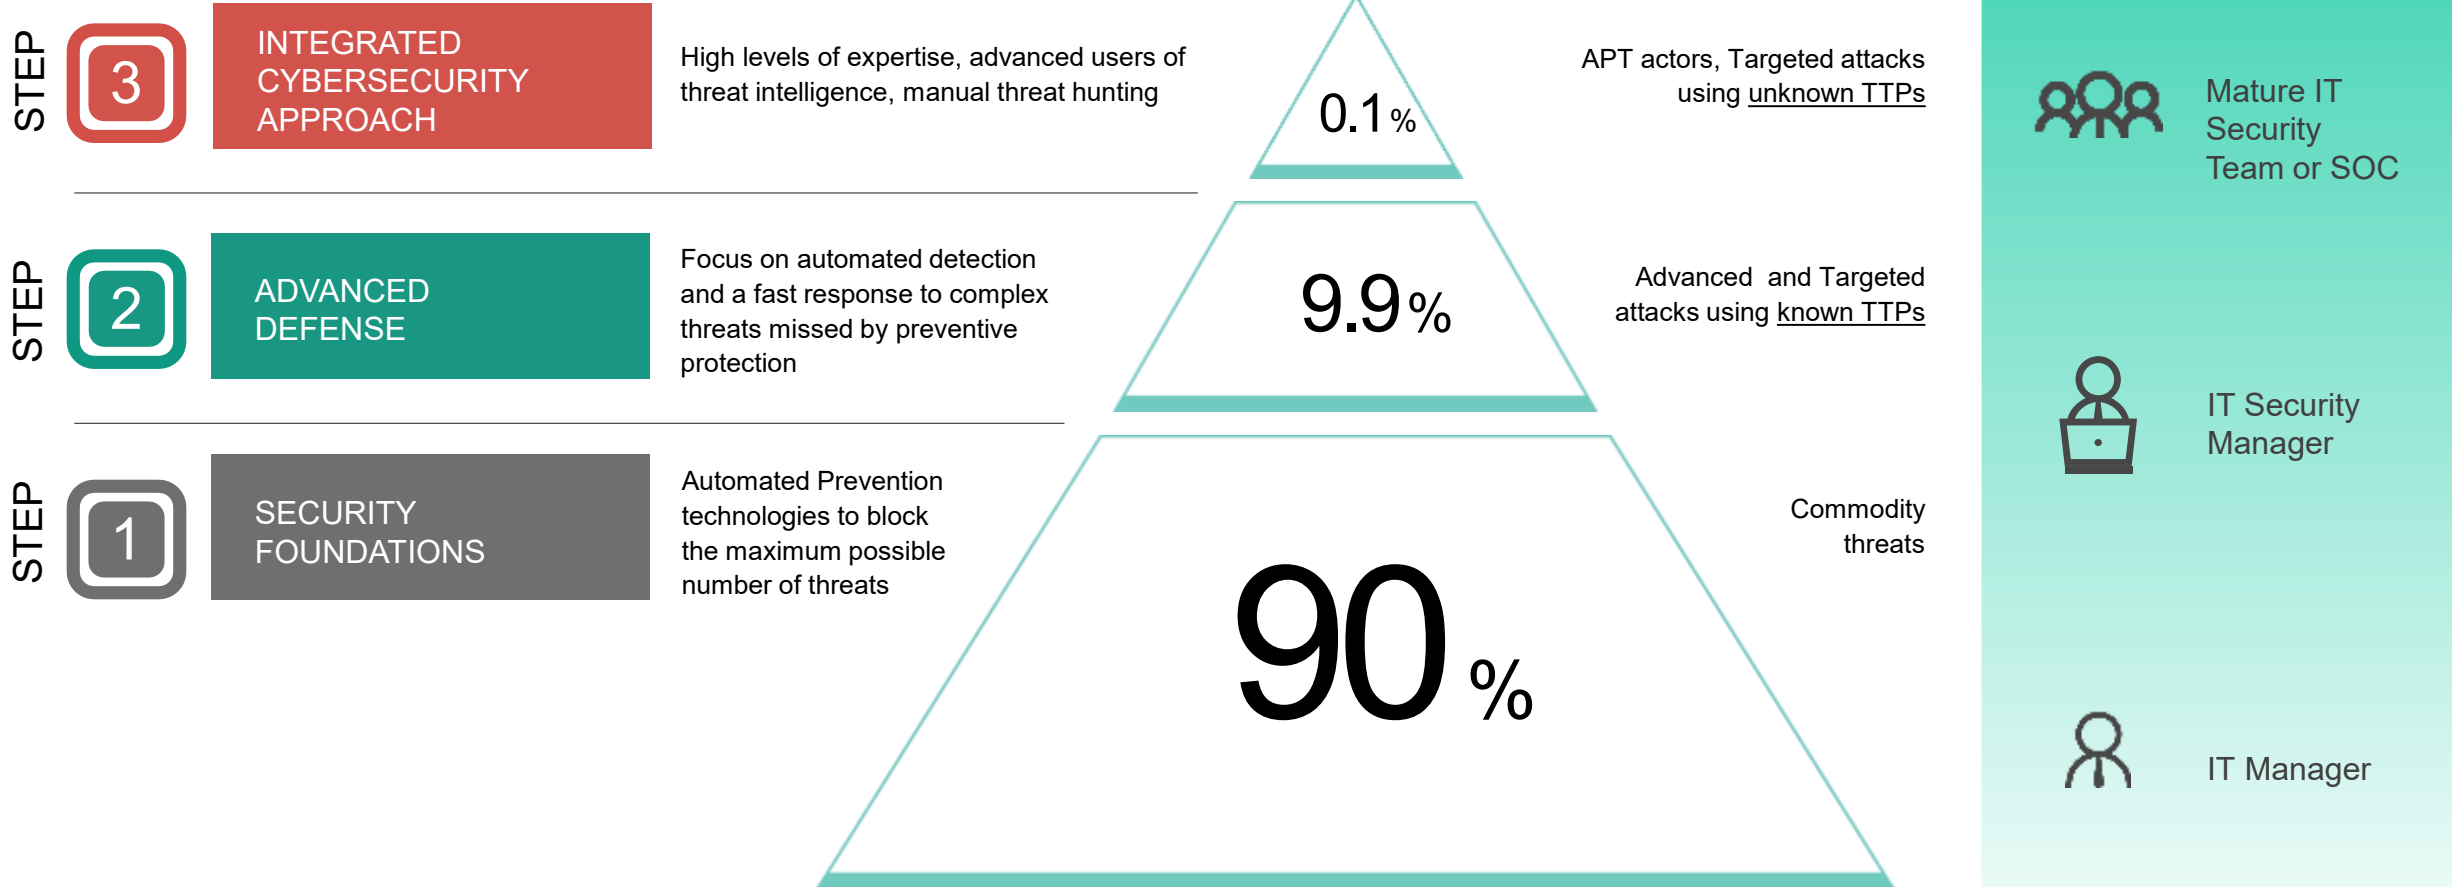 STEP
3
INTEGRATED
CYBERSECURITY
APPROACH
High levels of expertise, advanced users of
threat intelligence, manual threat hunting
0.1 %
APT actors, Targeted attacks
using unknown TTPs
Mature IT
Security
Team or SOC
STEP
2
ADVANCED
DEFENSE
Focus on automated detection
and a fast response to complex
threats missed by preventive
protection
9.9 %
Advanced and Targeted
attacks using known TTPs
IT Security
Manager
STEP
1
SECURITY
FOUNDATIONS
Automated Prevention
technologies to block
the maximum possible
number of threats
90 %
Commodity
threats
IT Manager